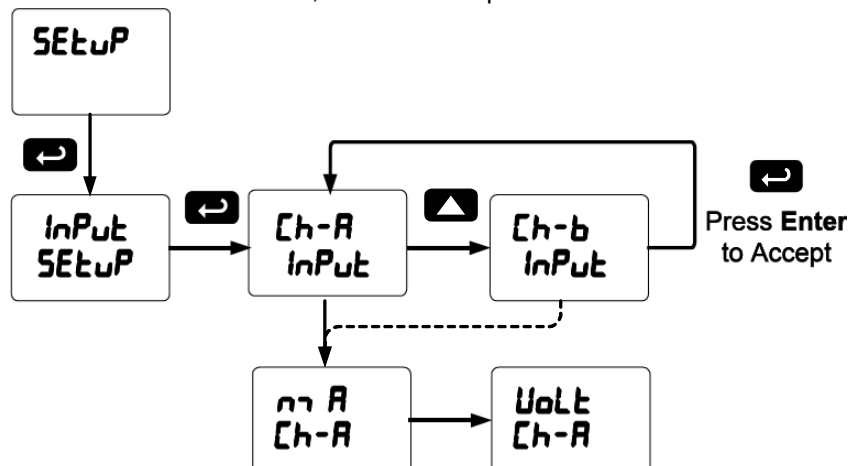 SEtuP
InPut
SEtuP
Ch-A
InPut
Ch-b
InPut
Press Enter
to Accept
mA
Ch-A
VoLt
Ch-A